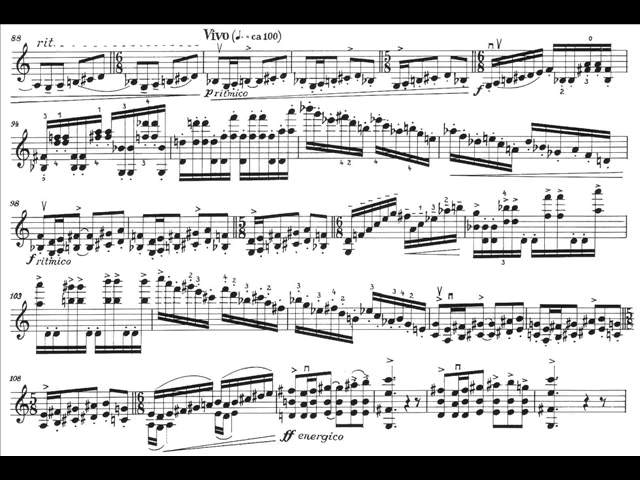 88 rit. Vivo (♩. = ca 100)
p ritmico f
94
98
f ritmico
103
108
ff energico